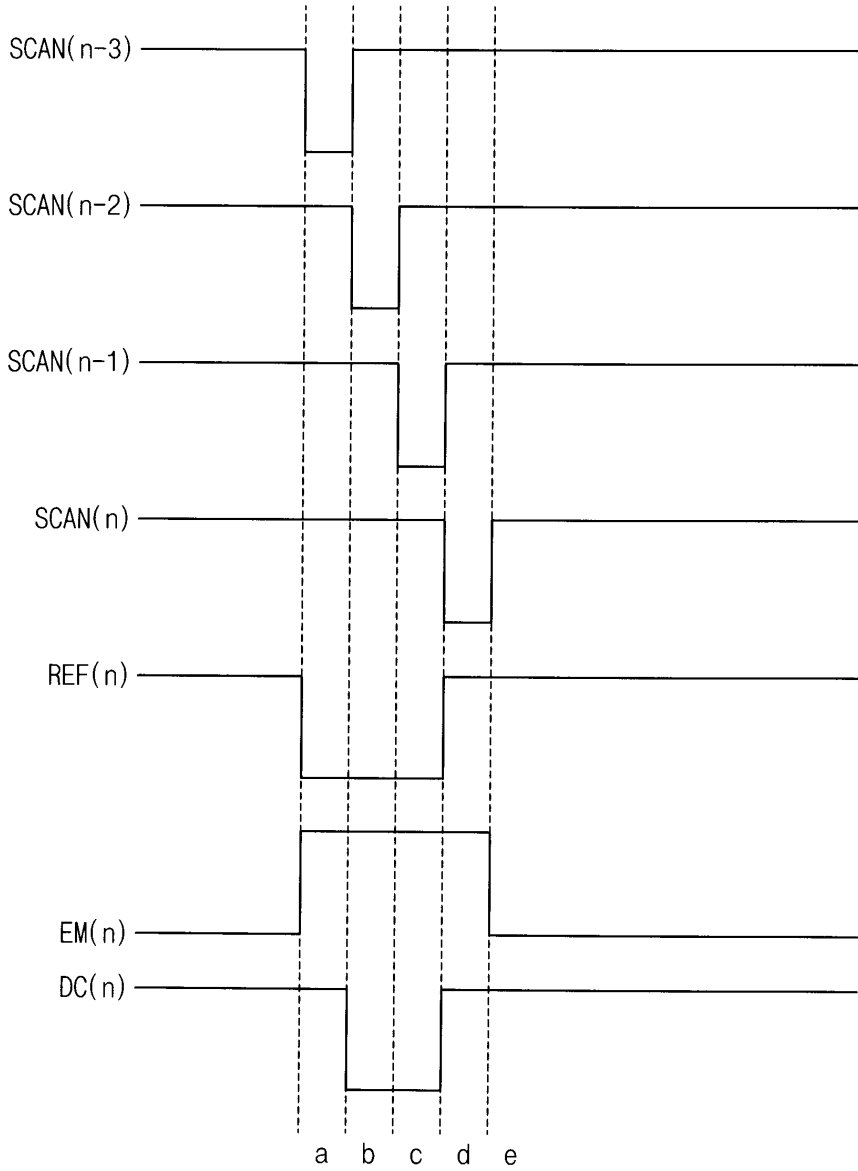 SCAN(n-3)
SCAN(n-2)
SCAN(n-1)
SCAN(n)
REF(n)
EM(n)
DC(n)
a b c d e